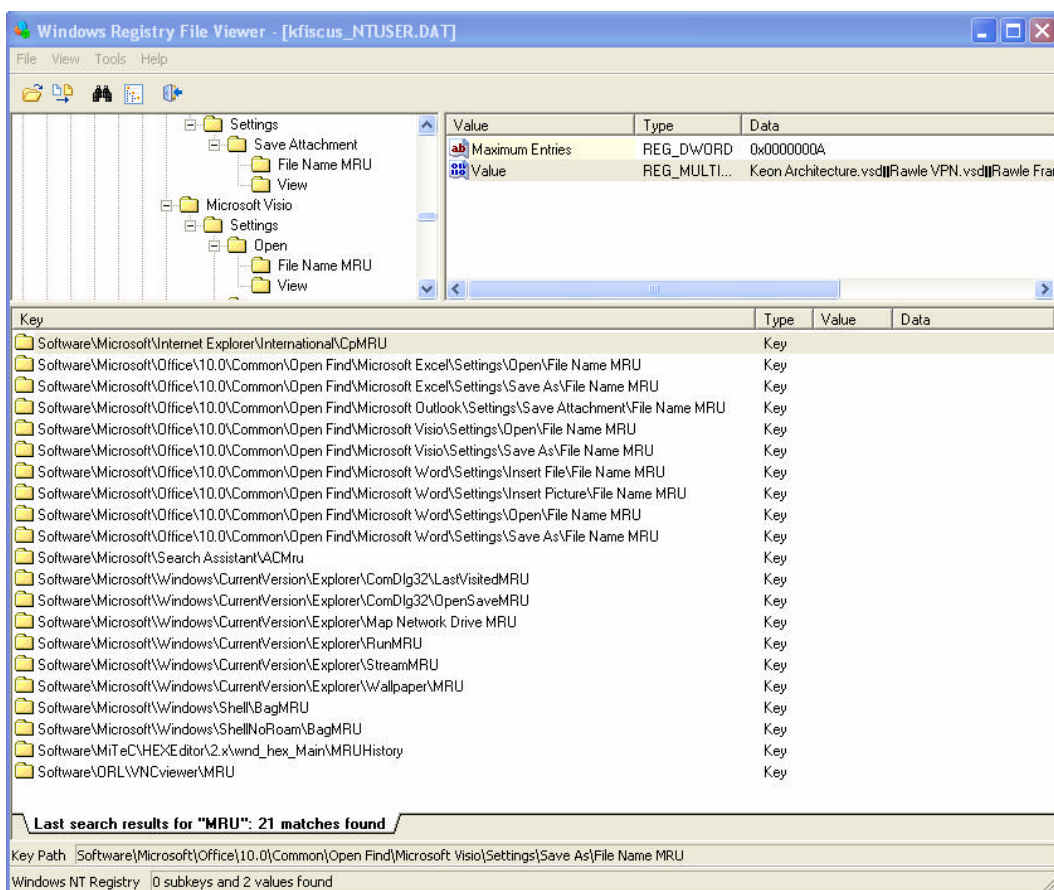 Windows Registry File Viewer - [kfiscus_NTUSER.DAT]
File View Tools Help
Settings
Save Attachment
File Name MRU
View
Microsoft Visio
Settings
Open
File Name MRU
View
Value Type Data
Maximum Entries REG_DWORD 0x0000000A
Value REG_MULTI... Keon Architecture.vsd||Rawle VPN.vsd||Rawle Fra
Key Type Value Data
Software\Microsoft\Internet Explorer\International\CpMRU Key
Software\Microsoft\Office\10.0\Common\Open Find\Microsoft Excel\Settings\Open\File Name MRU Key
Software\Microsoft\Office\10.0\Common\Open Find\Microsoft Excel\Settings\Save As\File Name MRU Key
Software\Microsoft\Office\10.0\Common\Open Find\Microsoft Outlook\Settings\Save Attachment\File Name MRU Key
Software\Microsoft\Office\10.0\Common\Open Find\Microsoft Visio\Settings\Open\File Name MRU Key
Software\Microsoft\Office\10.0\Common\Open Find\Microsoft Visio\Settings\Save As\File Name MRU Key
Software\Microsoft\Office\10.0\Common\Open Find\Microsoft Word\Settings\Insert File\File Name MRU Key
Software\Microsoft\Office\10.0\Common\Open Find\Microsoft Word\Settings\Insert Picture\File Name MRU Key
Software\Microsoft\Office\10.0\Common\Open Find\Microsoft Word\Settings\Open\File Name MRU Key
Software\Microsoft\Office\10.0\Common\Open Find\Microsoft Word\Settings\Save As\File Name MRU Key
Software\Microsoft\Search Assistant\ACMru Key
Software\Microsoft\Windows\CurrentVersion\Explorer\ComDlg32\LastVisitedMRU Key
Software\Microsoft\Windows\CurrentVersion\Explorer\ComDlg32\OpenSaveMRU Key
Software\Microsoft\Windows\CurrentVersion\Explorer\Map Network Drive MRU Key
Software\Microsoft\Windows\CurrentVersion\Explorer\RunMRU Key
Software\Microsoft\Windows\CurrentVersion\Explorer\StreamMRU Key
Software\Microsoft\Windows\CurrentVersion\Explorer\Wallpaper\MRU Key
Software\Microsoft\Windows\Shell\BagMRU Key
Software\Microsoft\Windows\ShellNoRoam\BagMRU Key
Software\MiTeC\HEXEditor\2.x\wnd_hex_Main\MRUHistory Key
Software\ORL\VNCviewer\MRU Key
Last search results for "MRU": 21 matches found
Key Path Software\Microsoft\Office\10.0\Common\Open Find\Microsoft Visio\Settings\Save As\File Name MRU
Windows NT Registry 0 subkeys and 2 values found